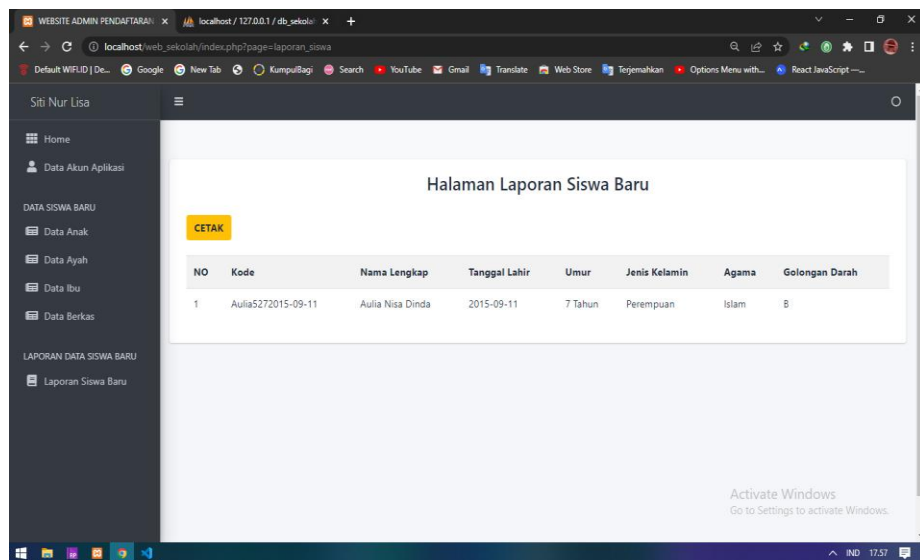 WEBSITE ADMIN PENDAFTARAN
localhost / 127.0.0.1 / db_sekola
localhost/web_sekolah/index.php?page=laporan_siswa
Default WIFI.ID | De... Google New Tab KumpulBagi Search YouTube Gmail Translate Web Store Terjemahkan Options Menu with... React JavaScript —...
Siti Nur Lisa
Home
Data Akun Aplikasi
DATA SISWA BARU
Data Anak
Data Ayah
Data Ibu
Data Berkas
LAPORAN DATA SISWA BARU
Laporan Siswa Baru
Halaman Laporan Siswa Baru
CETAK
NO Kode Nama Lengkap Tanggal Lahir Umur Jenis Kelamin Agama Golongan Darah
1 Aulia5272015-09-11 Aulia Nisa Dinda 2015-09-11 7 Tahun Perempuan Islam B
Activate Windows
Go to Settings to activate Windows.
IND 17.57